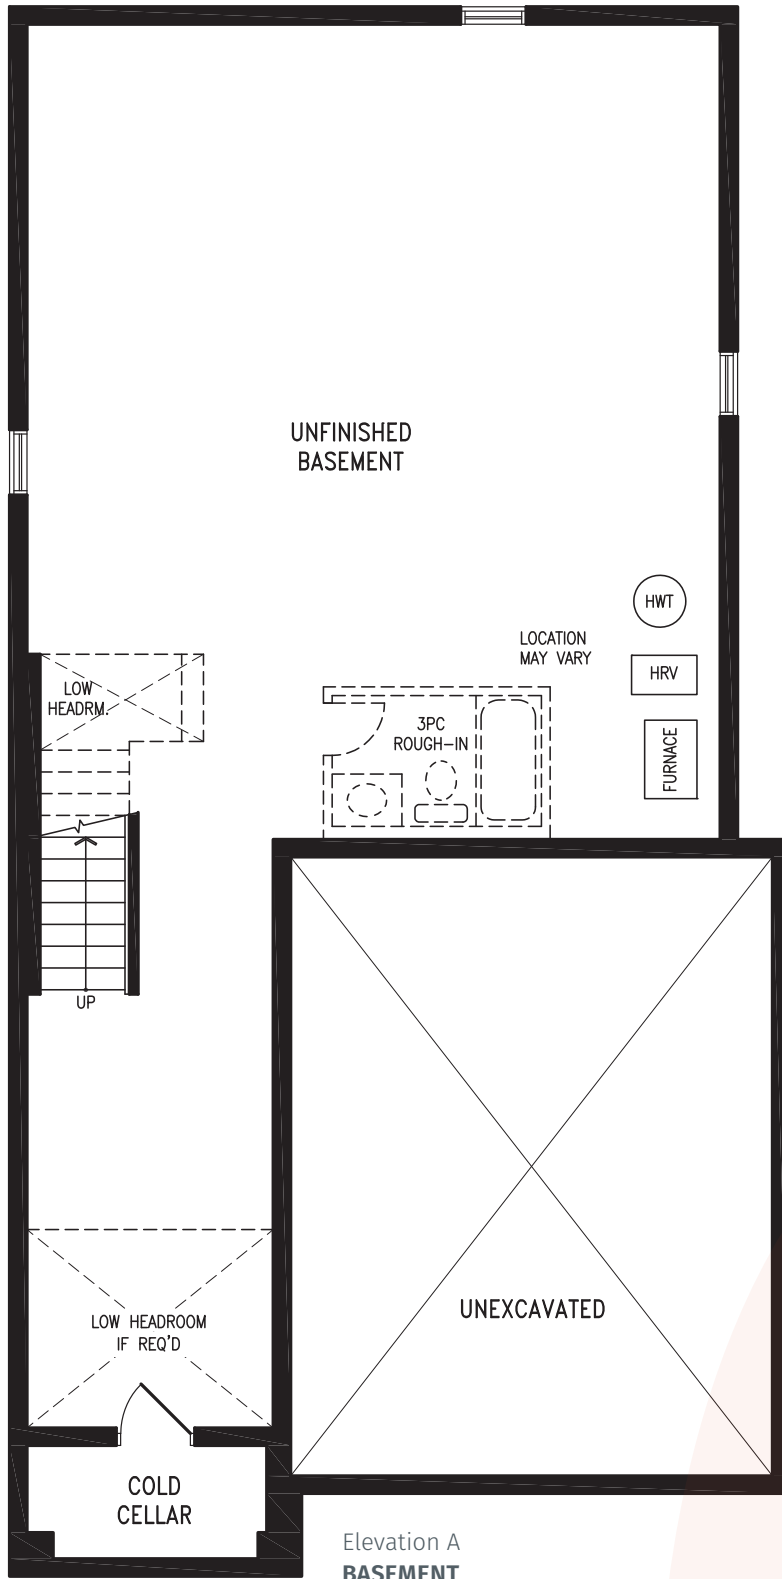 UNFINISHED
BASEMENT
HWT
LOCATION
MAY VARY
HRV
LOW
HEADRM.
3PC
ROUGH-IN
FURNACE
UP
UNEXCAVATED
LOW HEADROOM
IF REQ'D
COLD
CELLAR
Elevation A
BASEMENT